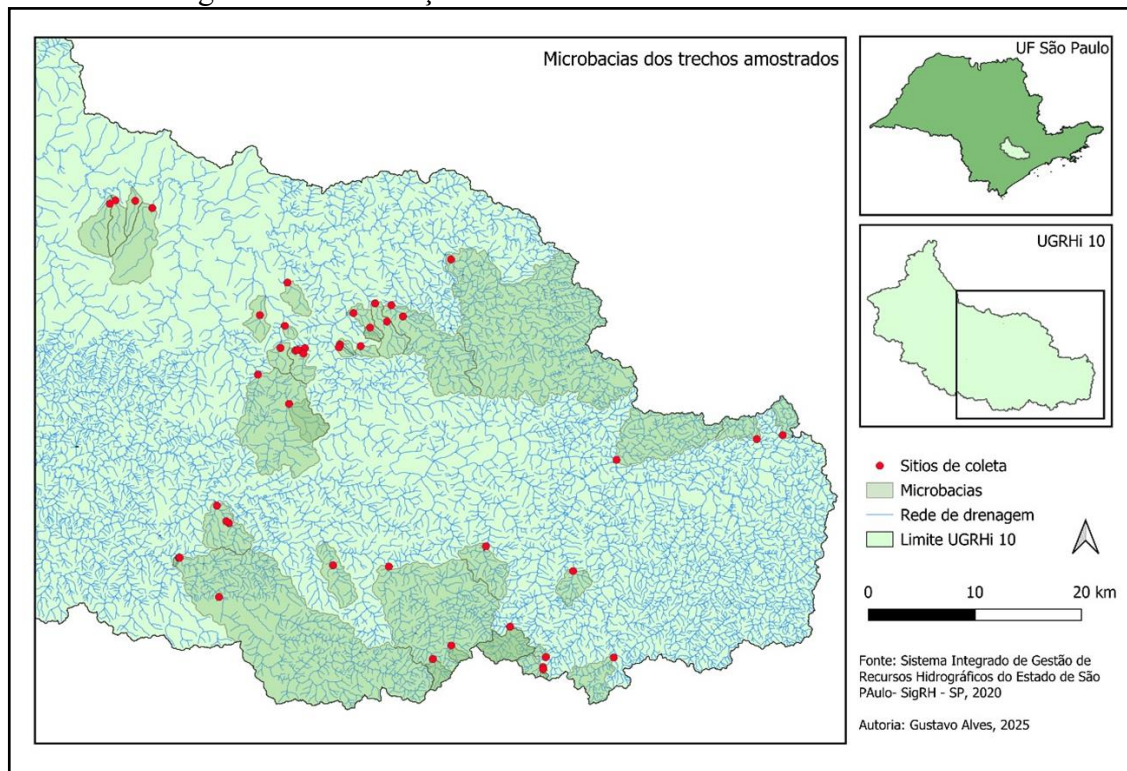 Microbacias dos trechos amostrados
UF São Paulo
UGRHi 10
Sitios de coleta
Microbacias
Rede de drenagem
Limite UGRHi 10
0 10 20 km
Fonte: Sistema Integrado de Gestão de
Recursos Hidrográficos do Estado de São
PAulo- SigRH - SP, 2020
Autoria: Gustavo Alves, 2025